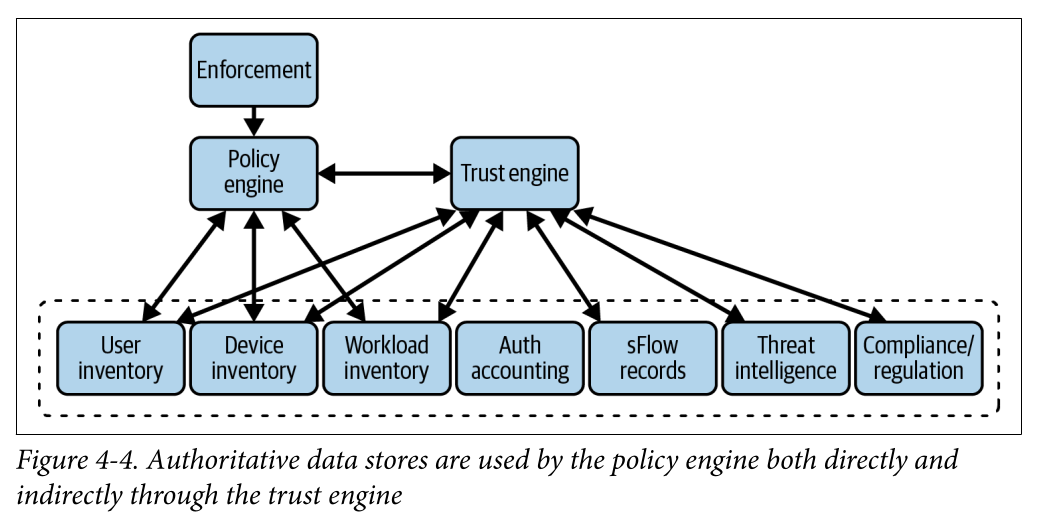 Enforcement
Policy
engine
Trust engine
User
inventory
Device
inventory
Workload
inventory
Auth
accounting
sFlow
records
Threat
intelligence
Compliance/
regulation
Figure 4-4. Authoritative data stores are used by the policy engine both directly and
indirectly through the trust engine